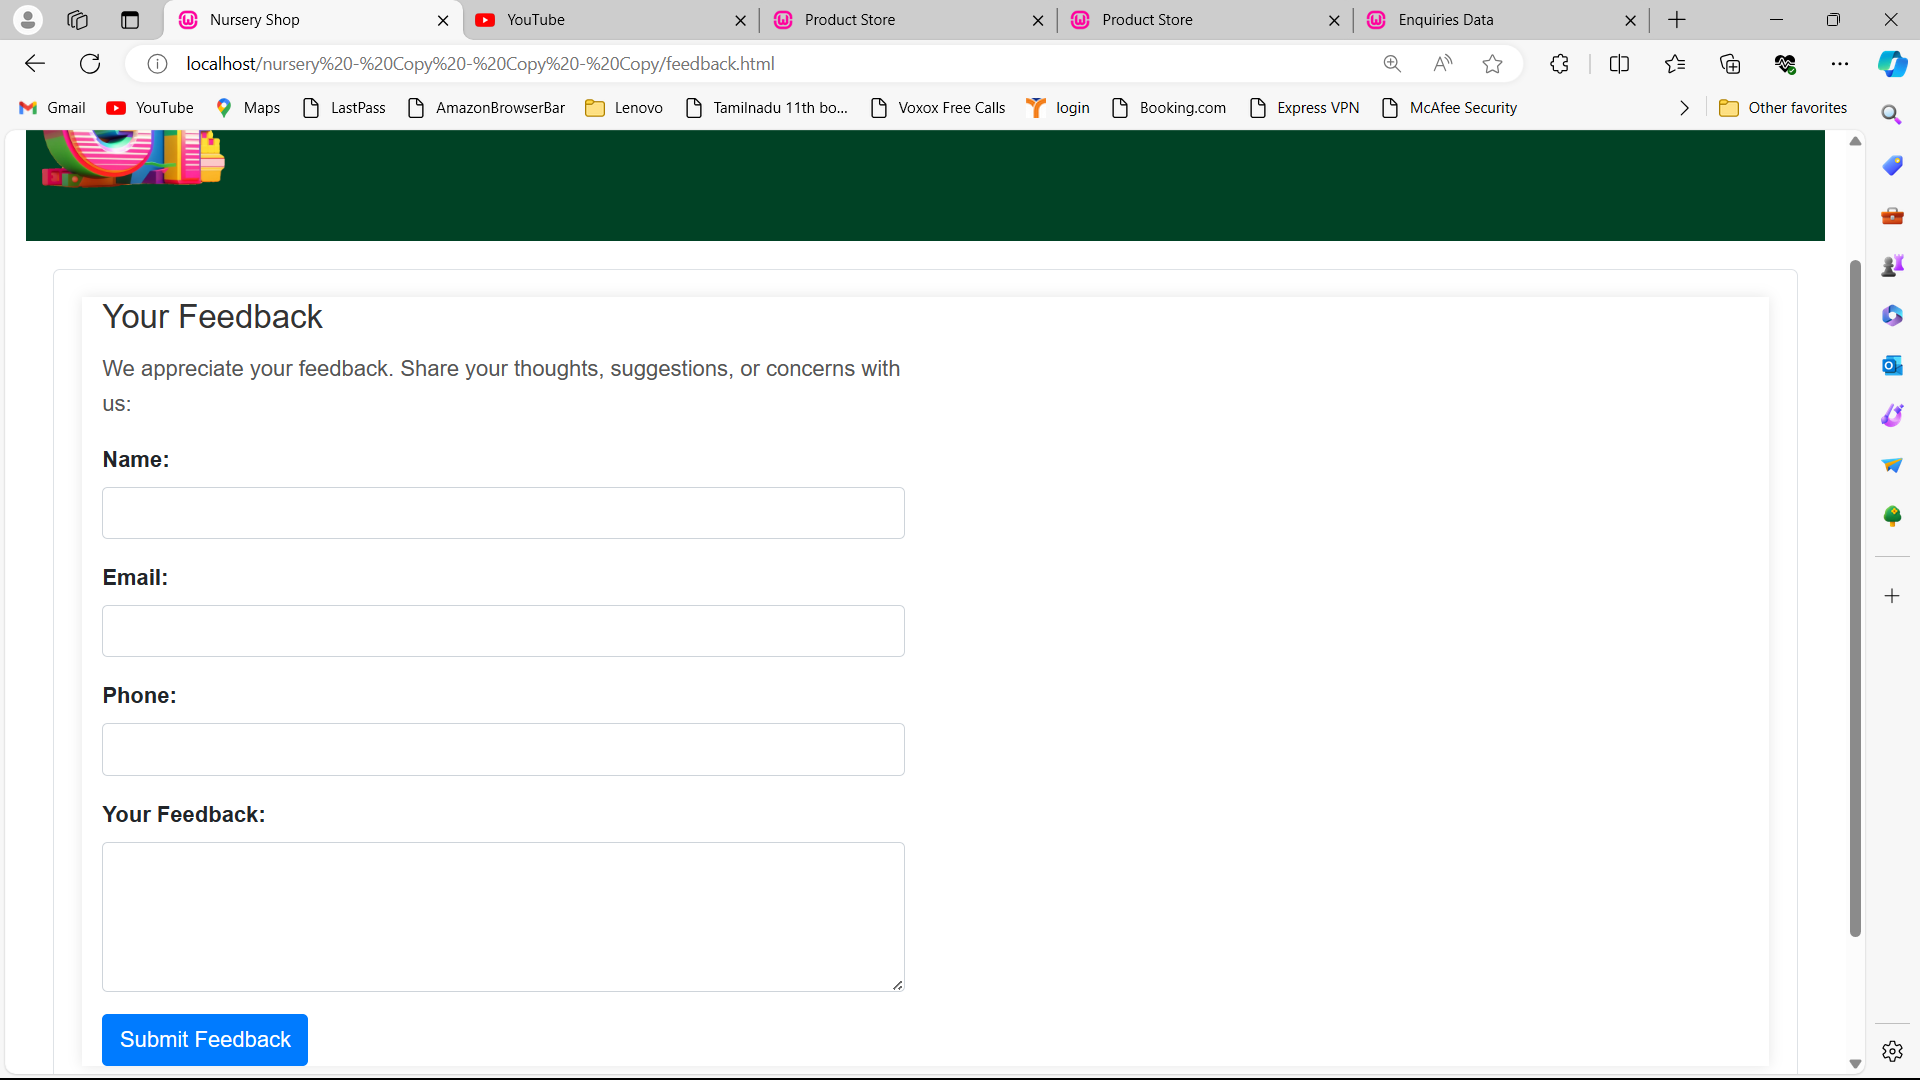 Nursery Shop
YouTube
Product Store
Product Store
Enquiries Data
localhost/nursery%20-%20Copy%20-%20Copy%20-%20Copy/feedback.html
Gmail
YouTube
Maps
LastPass
AmazonBrowserBar
Lenovo
Tamilnadu 11th bo...
Voxox Free Calls
login
Booking.com
Express VPN
McAfee Security
Other favorites
Your Feedback
We appreciate your feedback. Share your thoughts, suggestions, or concerns with
us:
Name:
Email:
Phone:
Your Feedback:
Submit Feedback